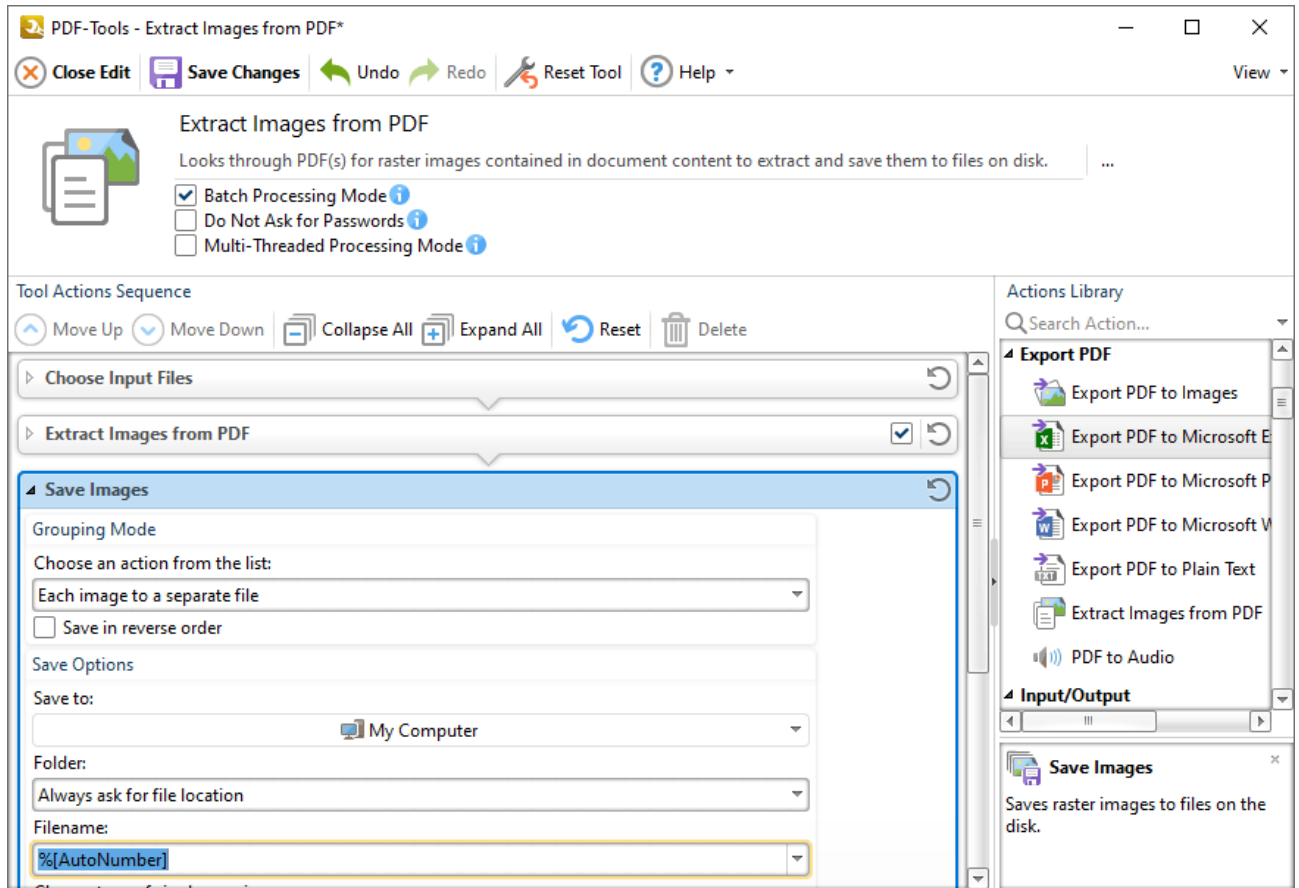 PDF-Tools - Extract Images from PDF*
Close Edit Save Changes Undo Redo Reset Tool Help View
Extract Images from PDF
Looks through PDF(s) for raster images contained in document content to extract and save them to files on disk. ...
Batch Processing Mode
Do Not Ask for Passwords
Multi-Threaded Processing Mode
Tool Actions Sequence
Move Up Move Down Collapse All Expand All Reset Delete
Choose Input Files
Extract Images from PDF
Save Images
Grouping Mode
Choose an action from the list:
Each image to a separate file
Save in reverse order
Save Options
Save to:
My Computer
Folder:
Always ask for file location
Filename:
%[AutoNumber]
Actions Library
Search Action...
Export PDF
Export PDF to Images
Export PDF to Microsoft E
Export PDF to Microsoft P
Export PDF to Microsoft W
TXT Export PDF to Plain Text
Extract Images from PDF
PDF to Audio
Input/Output
Save Images
Saves raster images to files on the
disk.